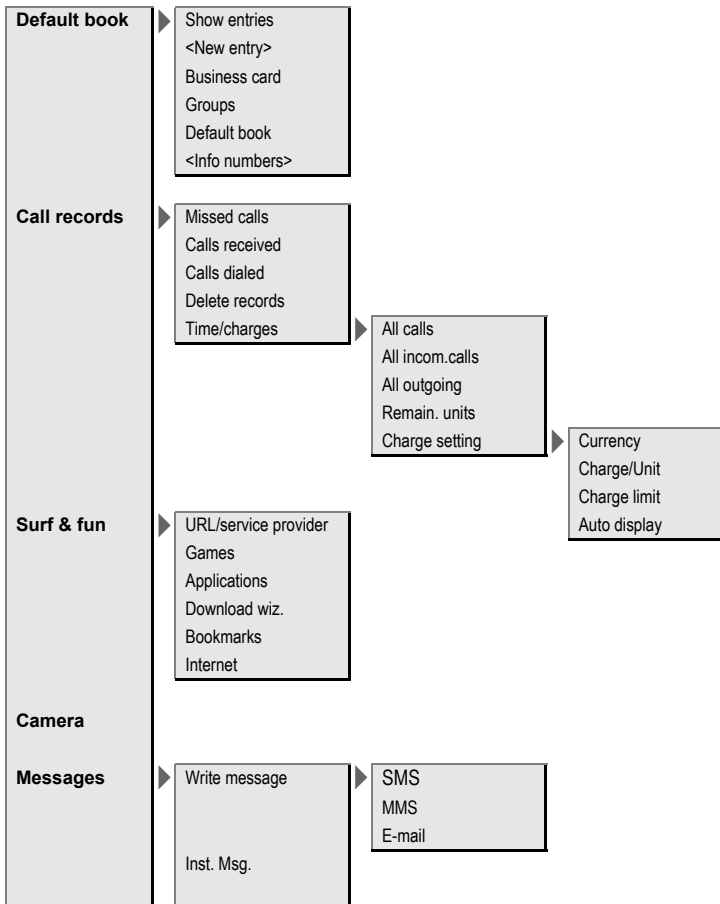 Default book
Show entries
<New entry>
Business card
Groups
Default book
<Info numbers>
Call records
Missed calls
Calls received
Calls dialed
Delete records
Time/charges
All calls
All incom.calls
All outgoing
Remain. units
Charge setting
Currency
Charge/Unit
Charge limit
Auto display
Surf & fun
URL/service provider
Games
Applications
Download wiz.
Bookmarks
Internet
Camera
Messages
Write message
SMS
MMS
E-mail
Inst. Msg.